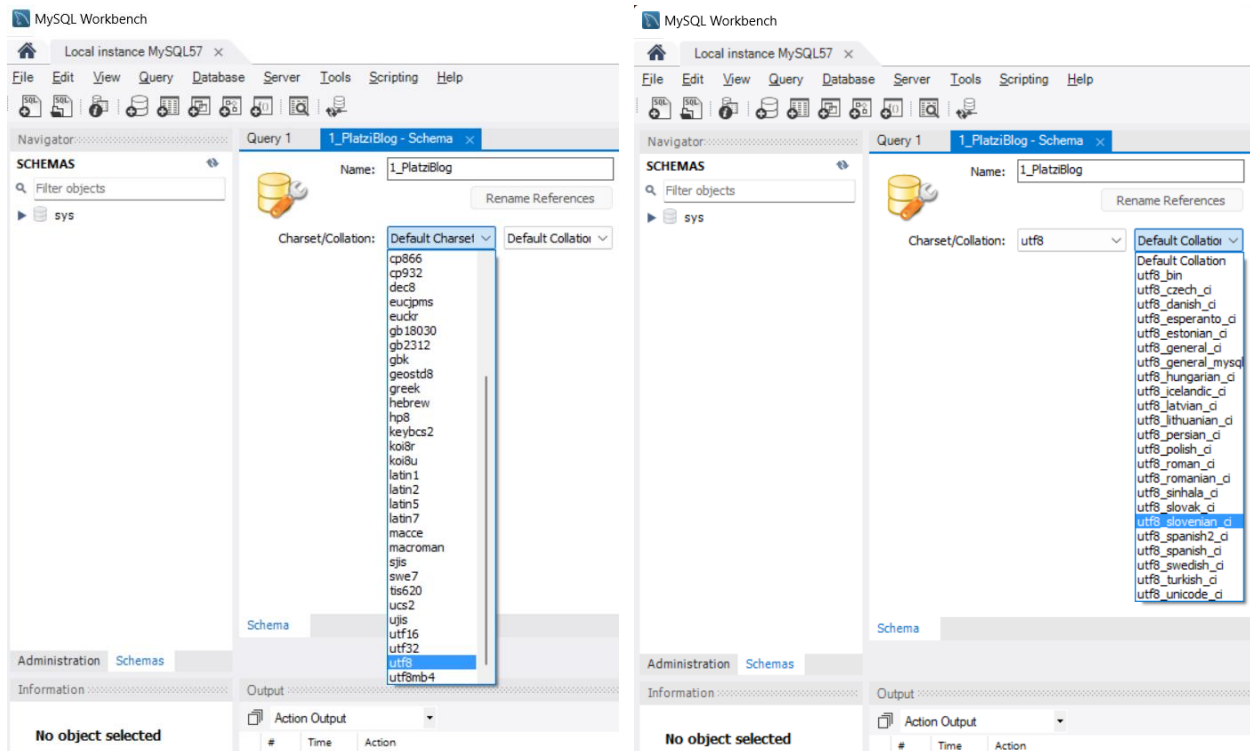 MySQL Workbench
Local instance MySQL57
File Edit View Query Database Server Tools Scripting Help
Navigator
Query 1
1_PlatziBlog - Schema
SCHEMAS
Filter objects
sys
Name:
1_PlatziBlog
Rename References
Charset/Collation:
Default Charset
Default Collation
cp866
cp932
dec8
eucjpms
euckr
gb18030
gb2312
gbk
geostd8
greek
hebrew
hp8
keybcs2
koi8r
koi8u
latin1
latin2
latin5
latin7
macce
macroman
sjis
swe7
tis620
ucs2
ujis
utf16
utf32
utf8
utf8mb4
Schema
Administration Schemas
Information
Output
Action Output
No object selected
# Time Action
MySQL Workbench
Local instance MySQL57
File Edit View Query Database Server Tools Scripting Help
Navigator
Query 1
1_PlatziBlog - Schema
SCHEMAS
Filter objects
sys
Name:
1_PlatziBlog
Rename References
Charset/Collation:
utf8
Default Collation
Default Collation
utf8_bin
utf8_czech_ci
utf8_danish_ci
utf8_esperanto_ci
utf8_estonian_ci
utf8_general_ci
utf8_general_mysql
utf8_hungarian_ci
utf8_icelandic_ci
utf8_latvian_ci
utf8_lithuanian_ci
utf8_persian_ci
utf8_polish_ci
utf8_roman_ci
utf8_romanian_ci
utf8_sinhala_ci
utf8_slovak_ci
utf8_slovenian_ci
utf8_spanish2_ci
utf8_spanish_ci
utf8_swedish_ci
utf8_turkish_ci
utf8_unicode_ci
Schema
Administration Schemas
Information
Output
Action Output
No object selected
# Time Action